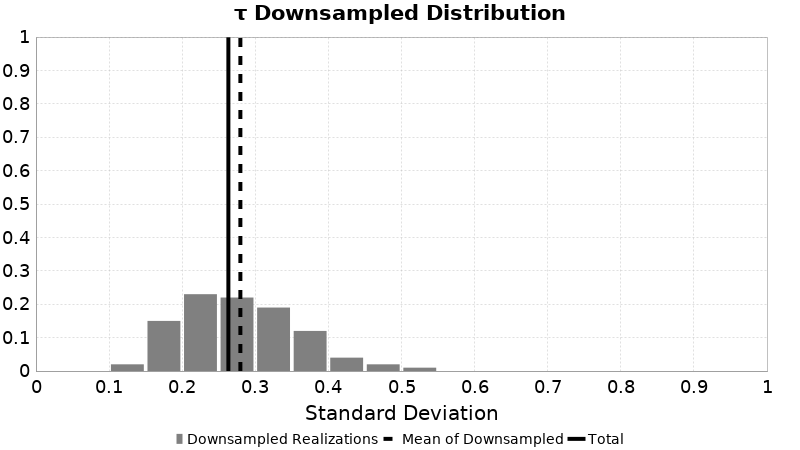 τ Downsampled Distribution
1
0.9
0.8
0.7
0.6
0.5
0.4
0.3
0.2
0.1
0
0 0.1 0.2 0.3 0.4 0.5 0.6 0.7 0.8 0.9 1
Standard Deviation
Downsampled Realizations Mean of Downsampled Total